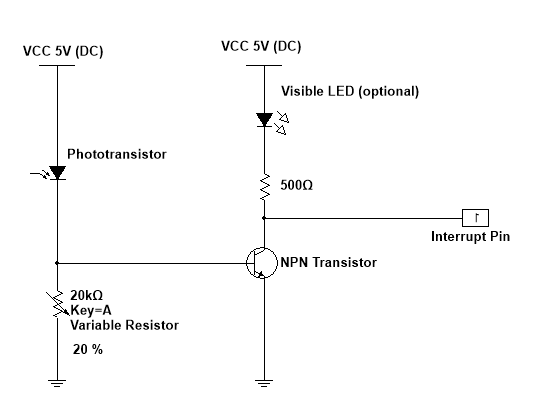 VCC 5V (DC)
VCC 5V (DC)
Visible LED (optional)
Phototransistor
500Ω
Interrupt Pin
NPN Transistor
20kΩ
Key=A
Variable Resistor
20 %